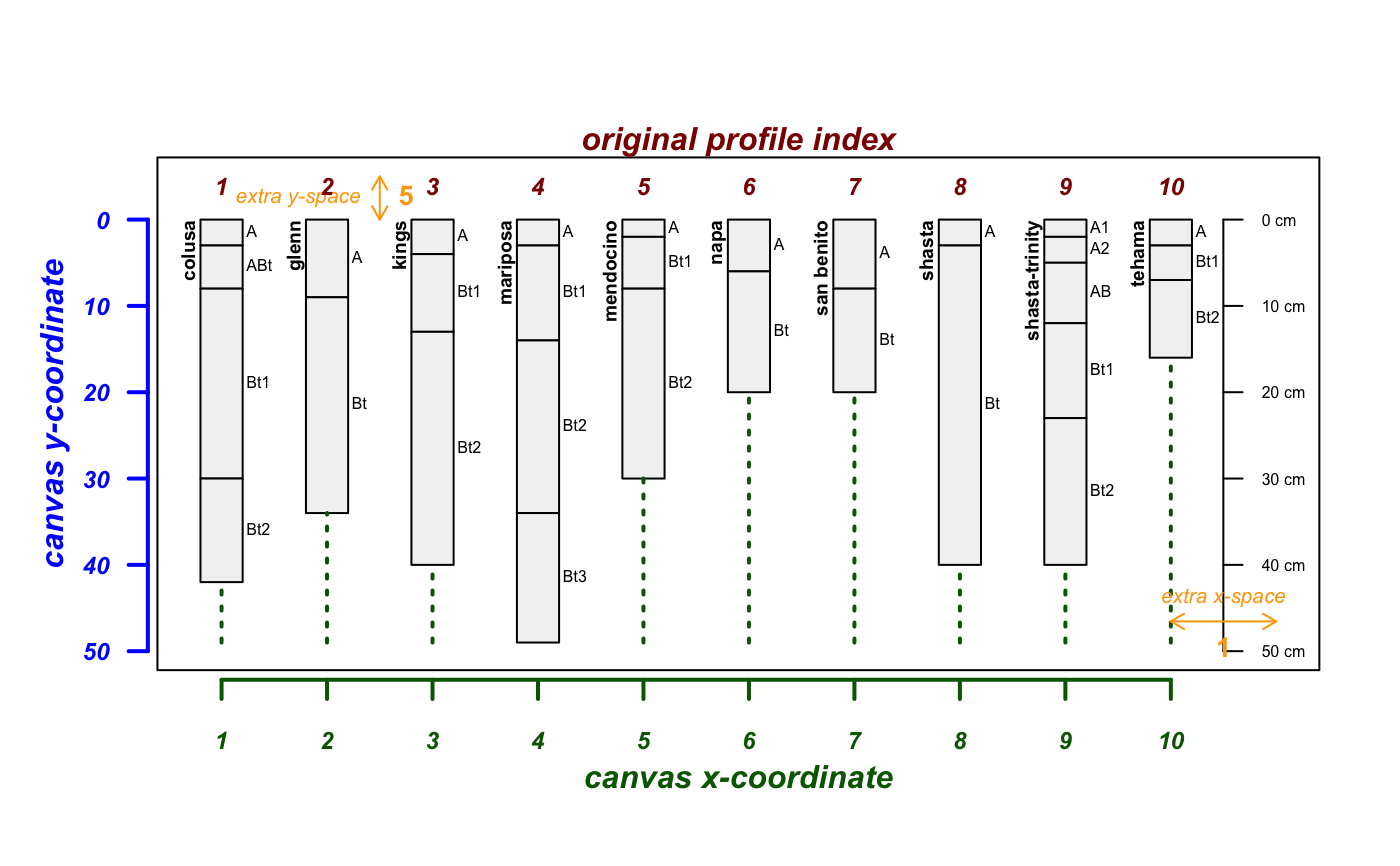 original profile index
1 2 3 4 5 6 7 8 9 10
extra y-space
5
canvas y-coordinate
0
10
20
30
40
50
colusa
A
ABt
Bt1
Bt2
glenn
A
Bt
kings
A
Bt1
Bt2
mariposa
A
Bt1
Bt2
Bt3
mendocino
A
Bt1
Bt2
napa
A
Bt
san benito
A
Bt
shasta
A
Bt
shasta-trinity
A1
A2
AB
Bt1
Bt2
tehama
A
Bt1
Bt2
0 cm
10 cm
20 cm
30 cm
40 cm
50 cm
extra x-space
1
1 2 3 4 5 6 7 8 9 10
canvas x-coordinate